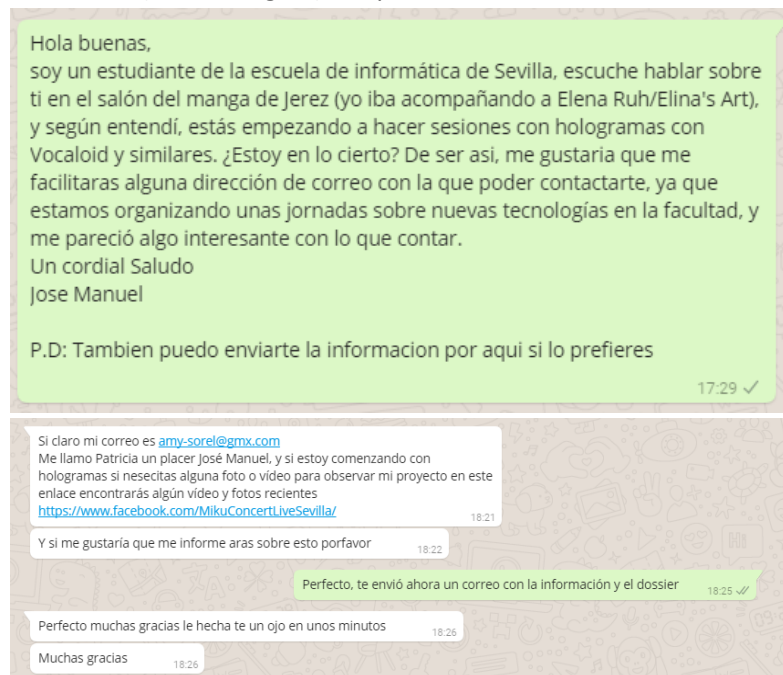 Hola buenas,
soy un estudiante de la escuela de informática de Sevilla, escuche hablar sobre
ti en el salón del manga de Jerez (yo iba acompañando a Elena Ruh/Elina's Art),
y según entendí, estás empezando a hacer sesiones con hologramas con
Vocaloid y similares. ¿Estoy en lo cierto? De ser asi, me gustaria que me
facilitaras alguna dirección de correo con la que poder contactarte, ya que
estamos organizando unas jornadas sobre nuevas tecnologías en la facultad, y
me pareció algo interesante con lo que contar.
Un cordial Saludo
Jose Manuel
P.D: Tambien puedo enviarte la informacion por aqui si lo prefieres
17:29
Si claro mi correo es amy-sorel@gmx.com
Me llamo Patricia un placer José Manuel, y si estoy comenzando con
hologramas si nesecitas alguna foto o vídeo para observar mi proyecto en este
enlace encontrarás algún vídeo y fotos recientes
https://www.facebook.com/MikuConcertLiveSevilla/
18:21
Y si me gustaría que me informe aras sobre esto porfavor 18:22
Perfecto, te envió ahora un correo con la información y el dossier 18:25
Perfecto muchas gracias le hecha te un ojo en unos minutos 18:26
Muchas gracias 18:26